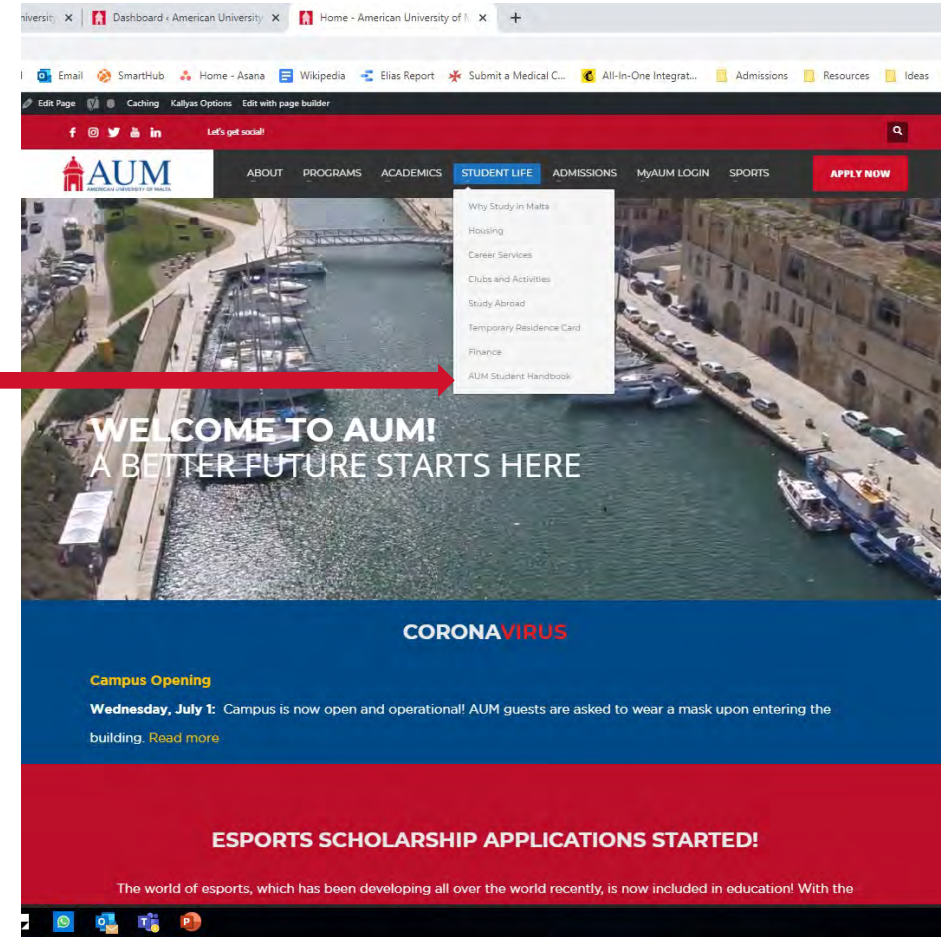 niversity
Dashboard ‹ American University
Home - American University of
Email SmartHub Home - Asana Wikipedia Elias Report Submit a Medical C... All-In-One Integrat... Admissions Resources Ideas
Edit Page Caching Kallyas Options Edit with page builder
Let's get social!
AUM
AMERICAN UNIVERSITY OF MALTA
ABOUT PROGRAMS ACADEMICS STUDENT LIFE ADMISSIONS MyAUM LOGIN SPORTS APPLY NOW
Why Study in Malta
Housing
Career Services
Clubs and Activities
Study Abroad
Temporary Residence Card
Finance
AUM Student Handbook
WELCOME TO AUM!
A BETTER FUTURE STARTS HERE
CORONAVIRUS
Campus Opening
Wednesday, July 1: Campus is now open and operational! AUM guests are asked to wear a mask upon entering the
building. Read more
ESPORTS SCHOLARSHIP APPLICATIONS STARTED!
The world of esports, which has been developing all over the world recently, is now included in education! With the